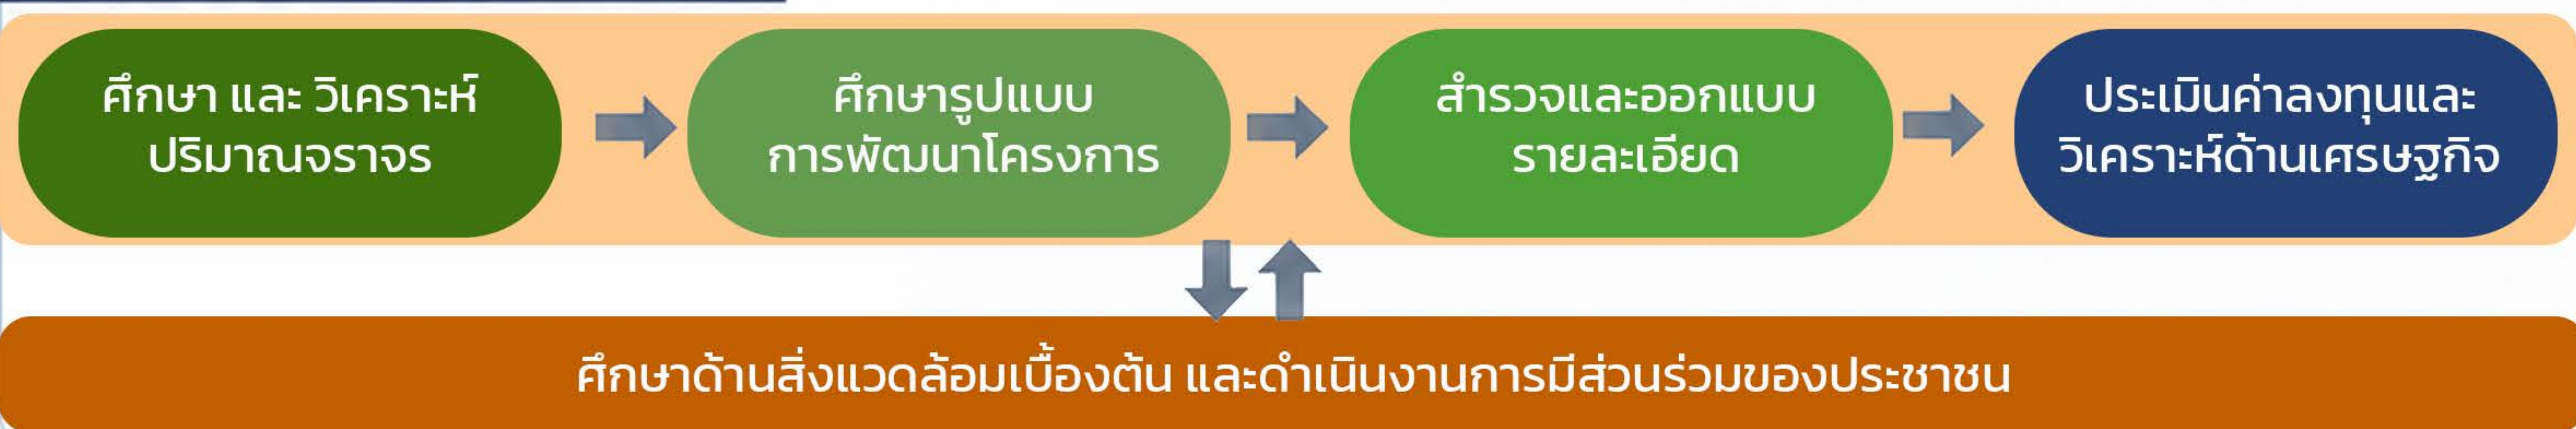 ศึกษา และ วิเคราะห์
ปริมาณจราจร
ศึกษารูปแบบ
การพัฒนาโครงการ
สำรวจและออกแบบ
รายละเอียด
ประเมินค่าลงทุนและ
วิเคราะห์ด้านเศรษฐกิจ
ศึกษาด้านสิ่งแวดล้อมเบื้องต้น และดำเนินงานการมีส่วนร่วมของประชาชน